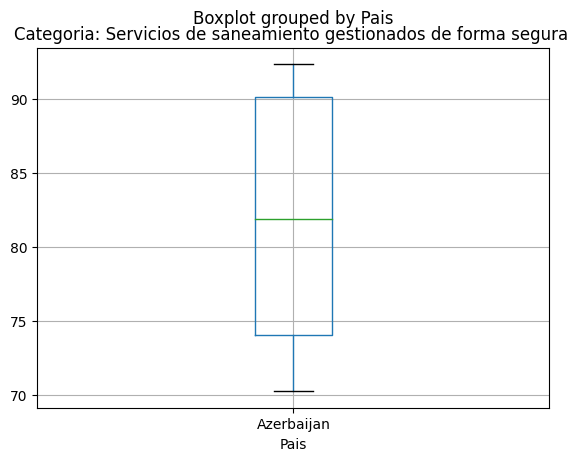 Boxplot grouped by Pais
Categoria: Servicios de saneamiento gestionados de forma segura
90
85
80
75
70
Azerbaijan
Pais